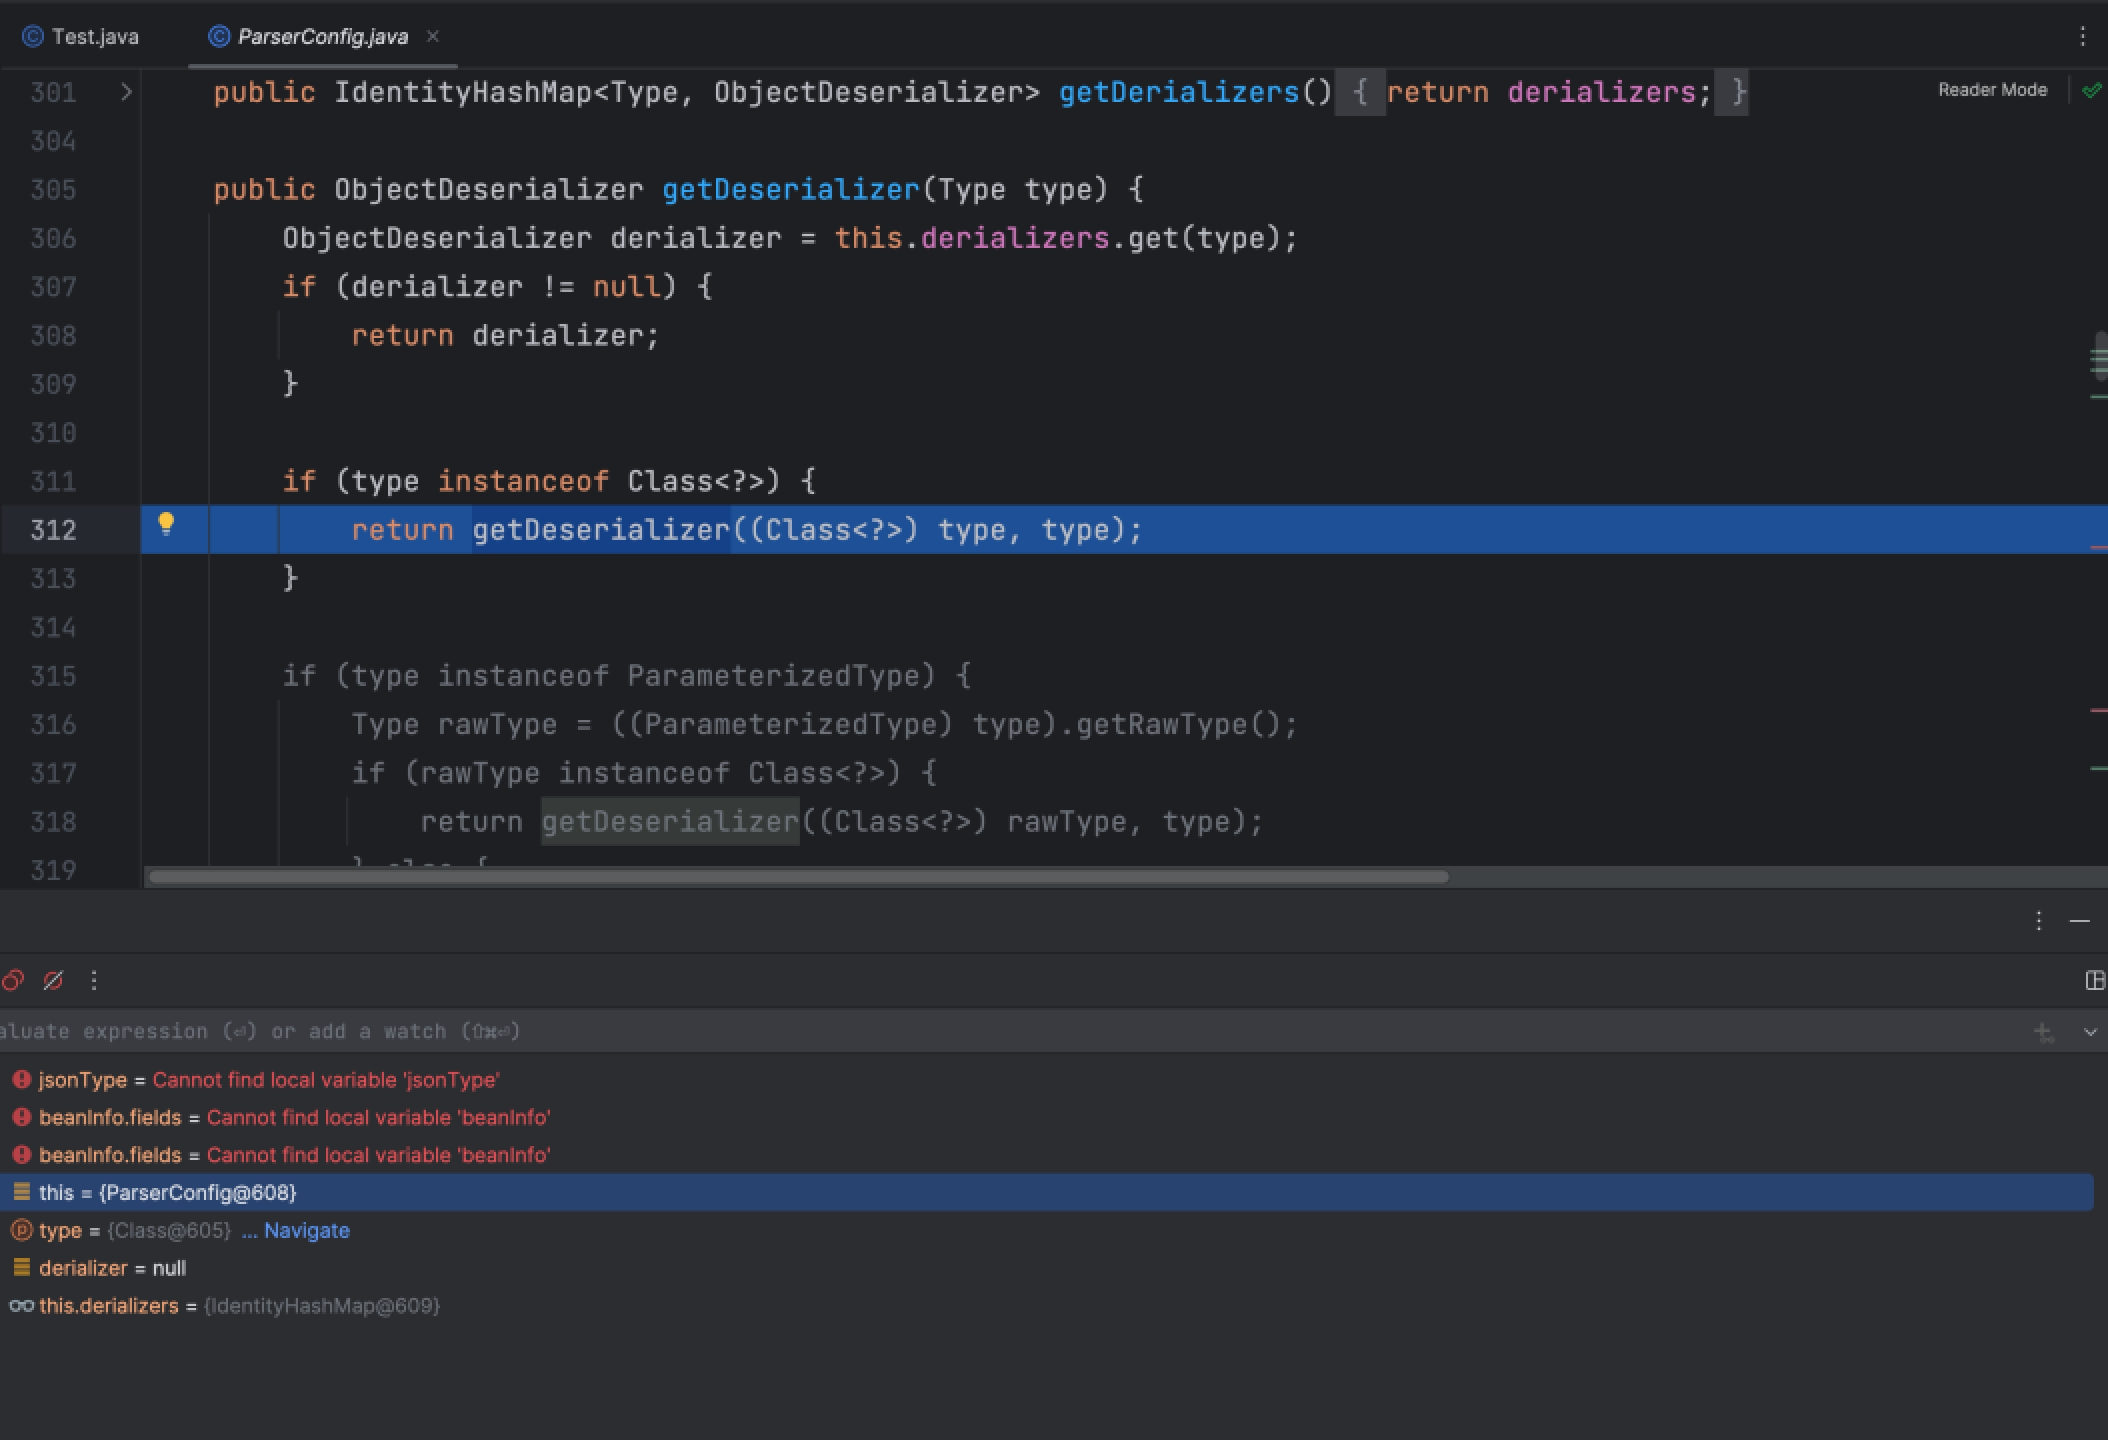 Test.java
ParserConfig.java
301 public IdentityHashMap<Type, ObjectDeserializer> getDerializers() { return derializers; }
Reader Mode
304
305 public ObjectDeserializer getDeserializer(Type type) {
306 ObjectDeserializer derializer = this.derializers.get(type);
307 if (derializer != null) {
308 return derializer;
309 }
310
311 if (type instanceof Class<?>) {
312 return getDeserializer((Class<?>) type, type);
313 }
314
315 if (type instanceof ParameterizedType) {
316 Type rawType = ((ParameterizedType) type).getRawType();
317 if (rawType instanceof Class<?>) {
318 return getDeserializer((Class<?>) rawType, type);
319 } else {
aluate expression (⏎) or add a watch (⇧⌘⏎)
jsonType = Cannot find local variable 'jsonType'
beanInfo.fields = Cannot find local variable 'beanInfo'
beanInfo.fields = Cannot find local variable 'beanInfo'
this = {ParserConfig@608}
type = {Class@605} ... Navigate
derializer = null
this.derializers = {IdentityHashMap@609}